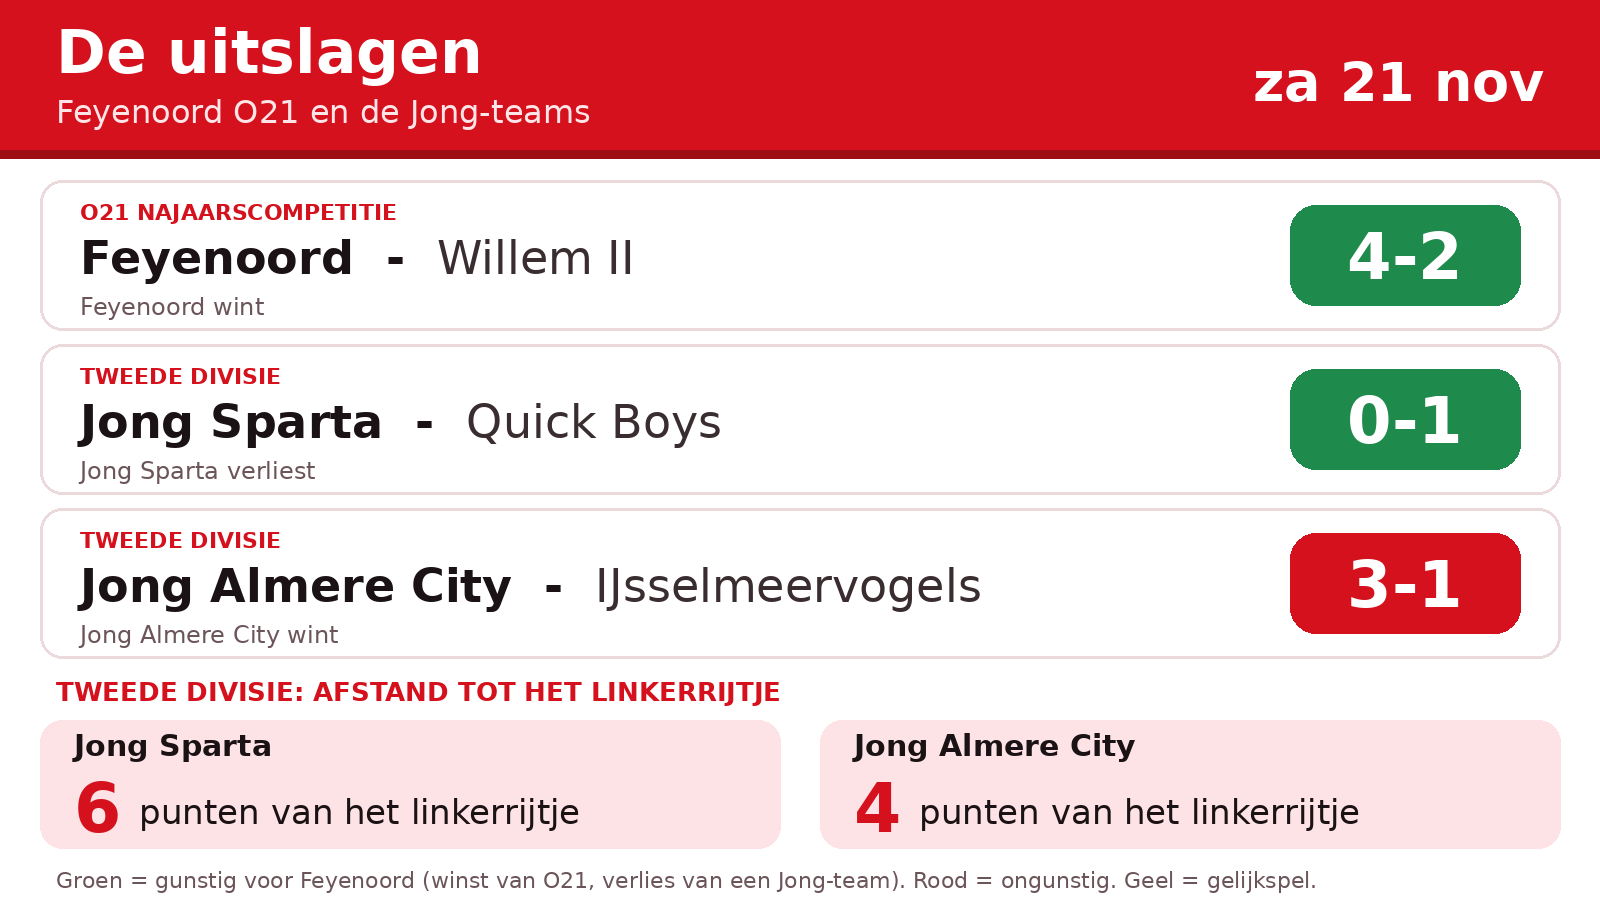 De uitslagen
Feyenoord O21 en de Jong-teams
za 21 nov
O21 NAJAARSCOMPETITIE
Feyenoord - Willem II
Feyenoord wint
4-2
TWEEDE DIVISIE
Jong Sparta - Quick Boys
Jong Sparta verliest
0-1
TWEEDE DIVISIE
Jong Almere City - IJsselmeervogels
Jong Almere City wint
3-1
TWEEDE DIVISIE: AFSTAND TOT HET LINKERRIJTJE
Jong Sparta
6 punten van het linkerrijtje
Jong Almere City
4 punten van het linkerrijtje
Groen = gunstig voor Feyenoord (winst van O21, verlies van een Jong-team). Rood = ongunstig. Geel = gelijkspel.